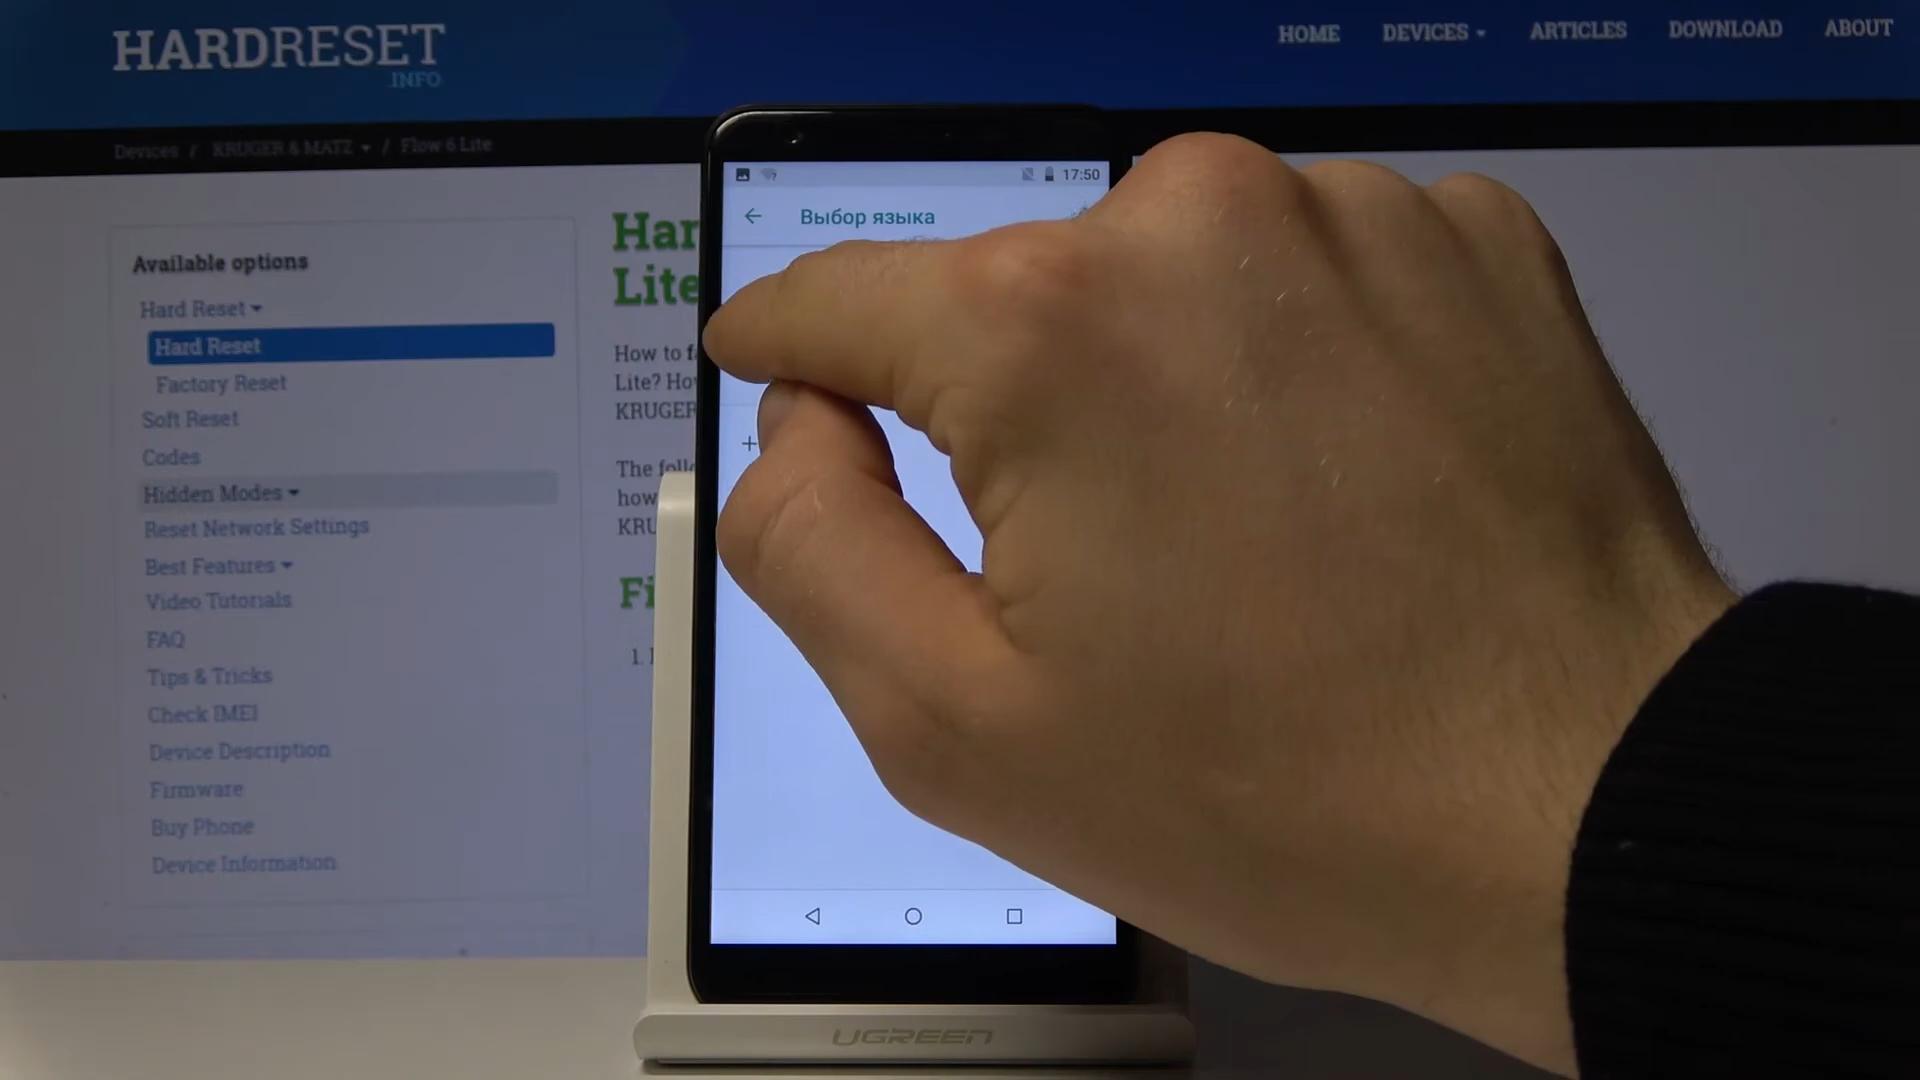 HARDRESET
.INFO
HOME DEVICES ARTICLES DOWNLOAD ABOUT
Devices / KRUGER & MATZ / Flow 6 Lite
Available options
Hard Reset
Hard Reset
Factory Reset
Soft Reset
Codes
Hidden Modes
Reset Network Settings
Best Features
Video Tutorials
FAQ
Tips & Tricks
Check IMEI
Device Description
Firmware
Buy Phone
Device Information
Har
Lite
How to f
Lite? Ho
KRUGER
The foll
how
KRU
Fi
1.
17:50
← Выбор языка
+
UGREEN